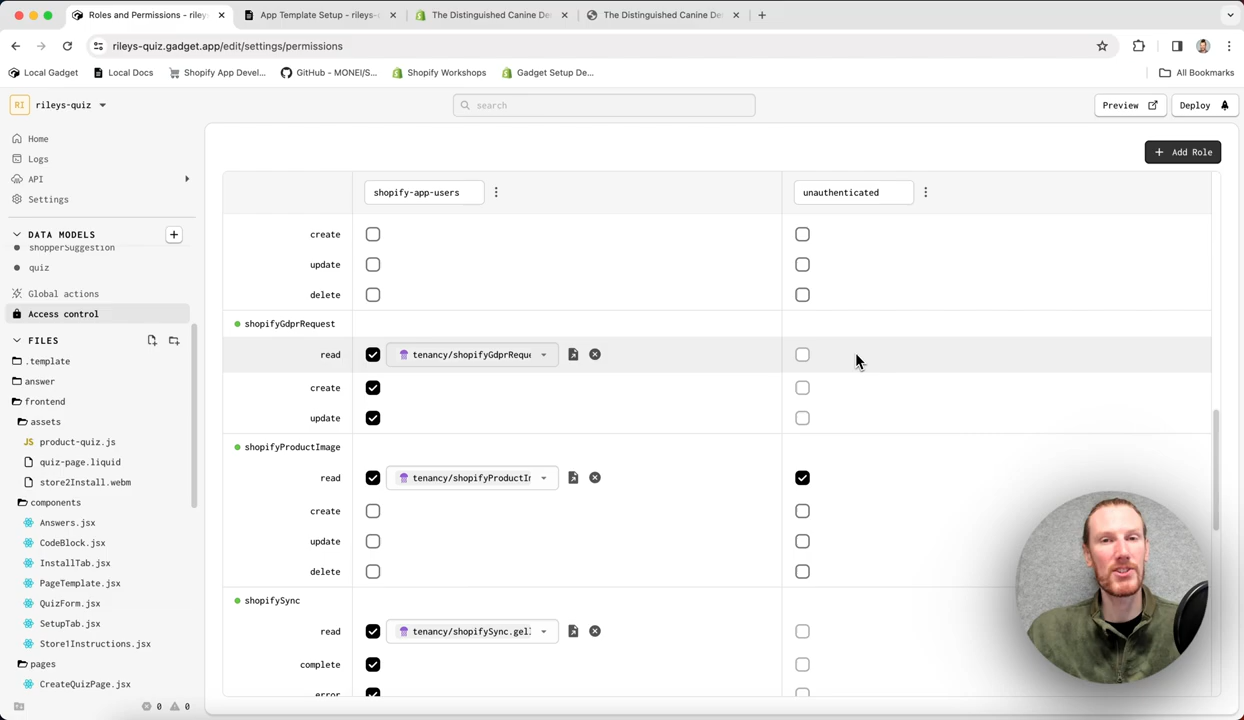 Roles and Permissions – riley
App Template Setup – rileys-
The Distinguished Canine De
The Distinguished Canine De
rileys-quiz.gadget.app/edit/settings/permissions
Local Gadget
Local Docs
Shopify App Devel...
GitHub - MONEI/S...
Shopify Workshops
Gadget Setup De...
All Bookmarks
RI rileys-quiz
search
Preview
Deploy
Home
Logs
API
Settings
DATA MODELS
shopperSuggestion
quiz
Global actions
Access control
FILES
.template
answer
frontend
assets
JS product-quiz.js
quiz-page.liquid
store2Install.webm
components
Answers.jsx
CodeBlock.jsx
InstallTab.jsx
PageTemplate.jsx
QuizForm.jsx
SetupTab.jsx
Store1Instructions.jsx
pages
CreateQuizPage.jsx
0 0
+ Add Role
shopify-app-users
unauthenticated
create
update
delete
shopifyGdprRequest
read tenancy/shopifyGdprReque
create
update
shopifyProductImage
read tenancy/shopifyProductIr
create
update
delete
shopifySync
read tenancy/shopifySync.gel
complete
error